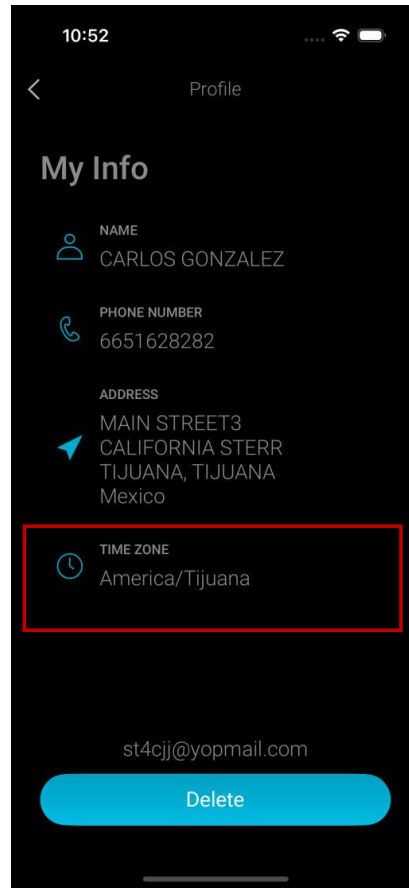 10:52
Profile
My Info
NAME
CARLOS GONZALEZ
PHONE NUMBER
6651628282
ADDRESS
MAIN STREET3
CALIFORNIA STERR
TIJUANA, TIJUANA
Mexico
TIME ZONE
America/Tijuana
st4cjj@yopmail.com
Delete